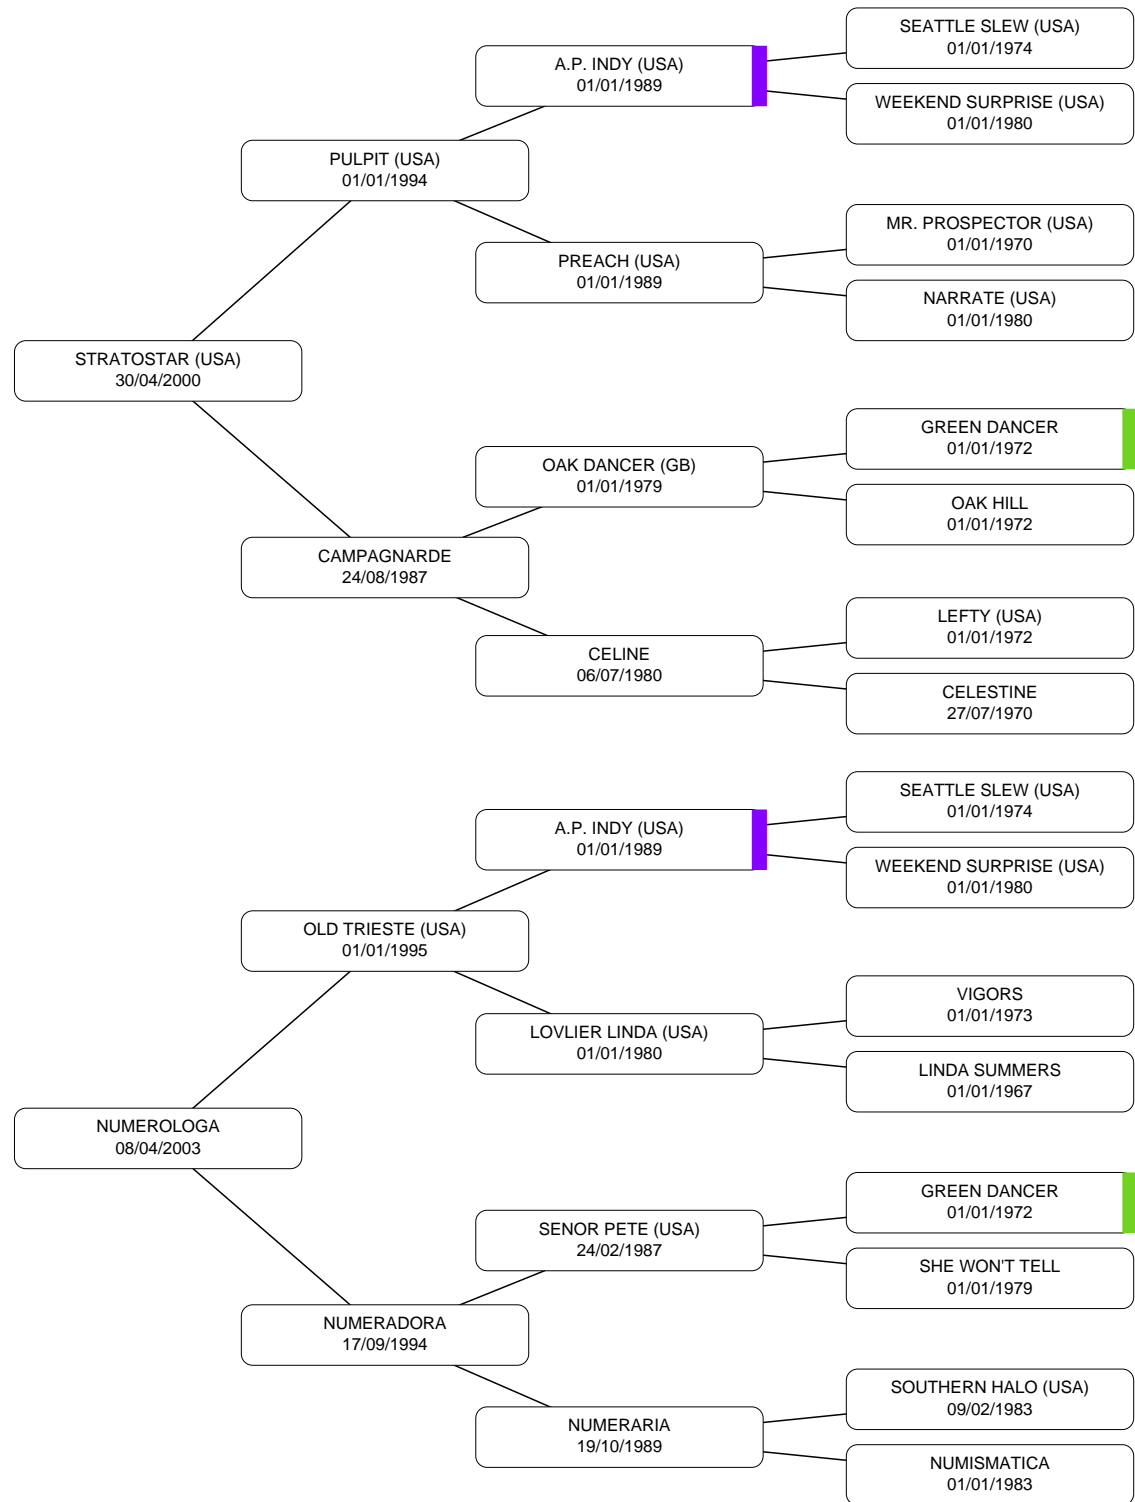 SEATTLE SLEW (USA)
01/01/1974
A.P. INDY (USA)
01/01/1989
WEEKEND SURPRISE (USA)
01/01/1980
PULPIT (USA)
01/01/1994
MR. PROSPECTOR (USA)
01/01/1970
PREACH (USA)
01/01/1989
NARRATE (USA)
01/01/1980
STRATOSTAR (USA)
30/04/2000
GREEN DANCER
01/01/1972
OAK DANCER (GB)
01/01/1979
OAK HILL
01/01/1972
CAMPAGNARDE
24/08/1987
LEFTY (USA)
01/01/1972
CELINE
06/07/1980
CELESTINE
27/07/1970
SEATTLE SLEW (USA)
01/01/1974
A.P. INDY (USA)
01/01/1989
WEEKEND SURPRISE (USA)
01/01/1980
OLD TRIESTE (USA)
01/01/1995
VIGORS
01/01/1973
LOVLIER LINDA (USA)
01/01/1980
LINDA SUMMERS
01/01/1967
NUMEROLOGA
08/04/2003
GREEN DANCER
01/01/1972
SENOR PETE (USA)
24/02/1987
SHE WON'T TELL
01/01/1979
NUMERADORA
17/09/1994
SOUTHERN HALO (USA)
09/02/1983
NUMERARIA
19/10/1989
NUMISMATICA
01/01/1983